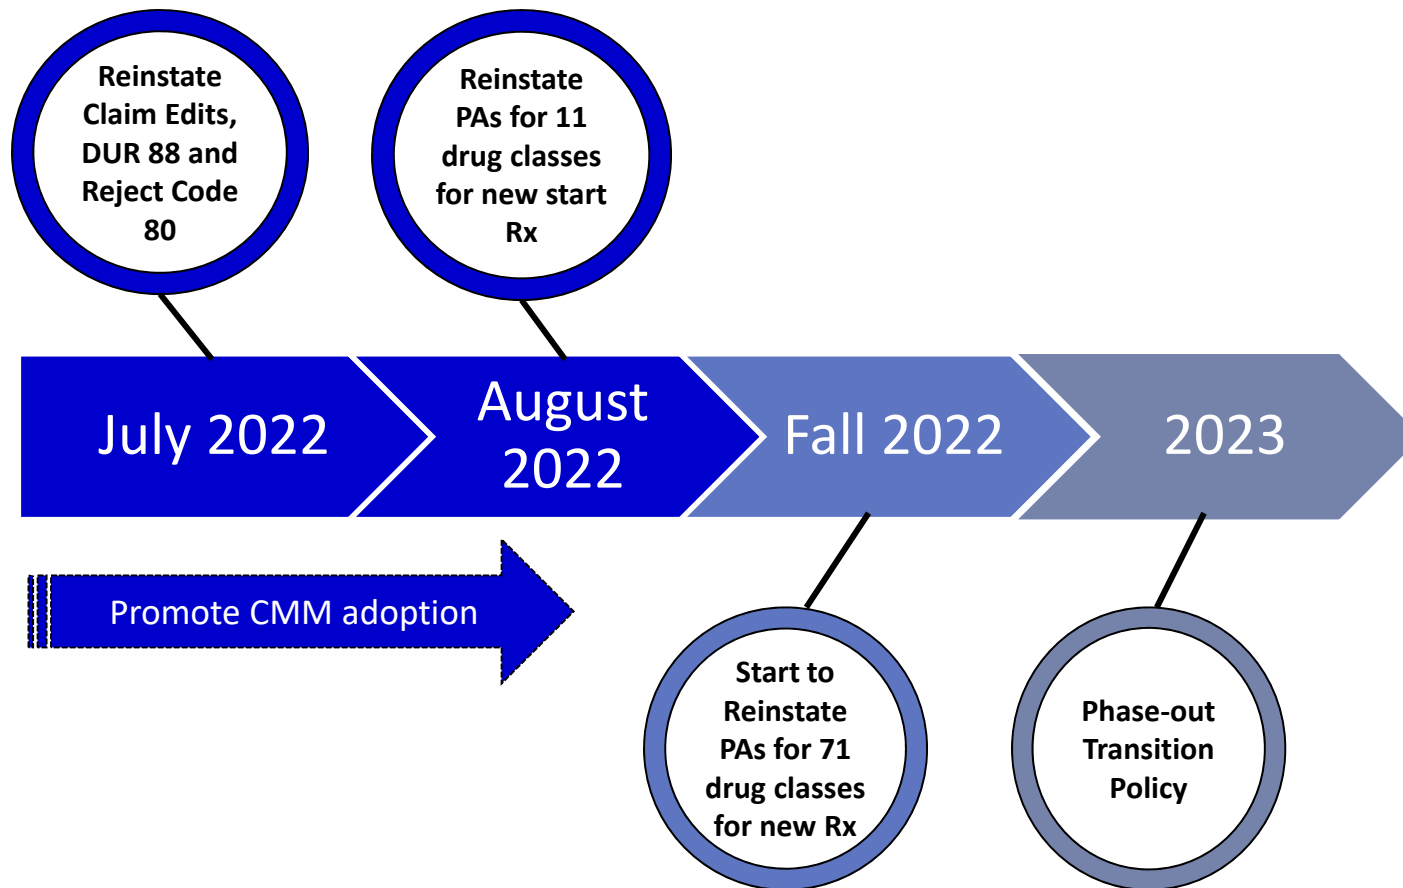 Reinstate
Claim Edits,
DUR 88 and
Reject Code
80
Reinstate
PAs for 11
drug classes
for new start
Rx
July 2022
August
2022
Fall 2022
2023
Promote CMM adoption
Start to
Reinstate
PAs for 71
drug classes
for new Rx
Phase-out
Transition
Policy